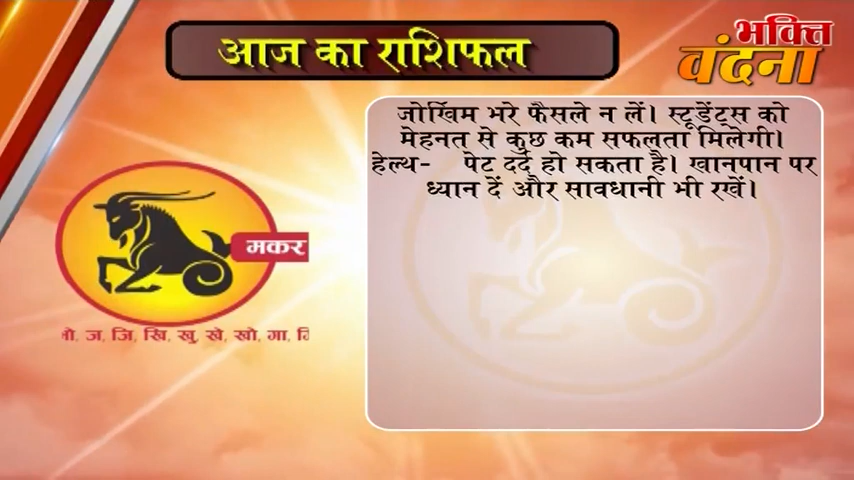 आज का राशिफल
भक्ति
वंदना
जोखिम भरे फैसले न लें। स्टूडेंट्स को
मेहनत से कुछ कम सफलता मिलेगी।
हेल्थ- पेट दर्द हो सकता है। खानपान पर
ध्यान दें और सावधानी भी रखें।
मकर
ज, जि, खि, खु, खे, खो, गा,